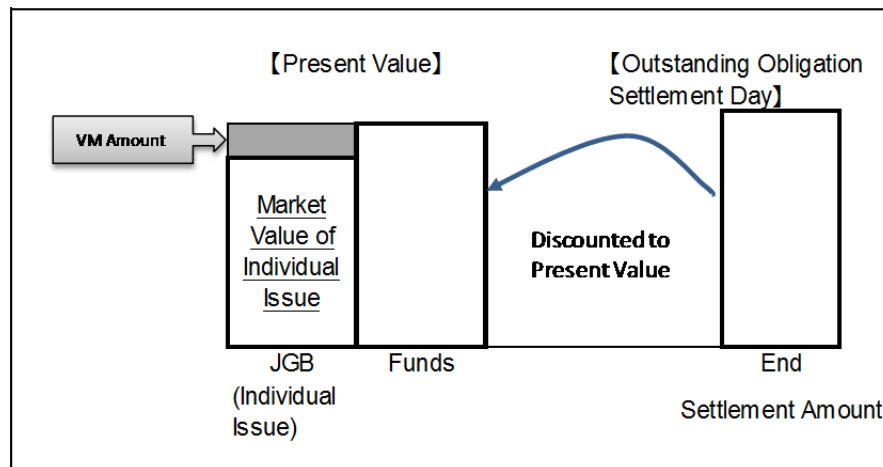 【Present Value】
【Outstanding Obligation
Settlement Day】
VM Amount
Market
Value of
Individual
Issue
Discounted to
Present Value
JGB
(Individual
Issue)
Funds
End
Settlement Amount